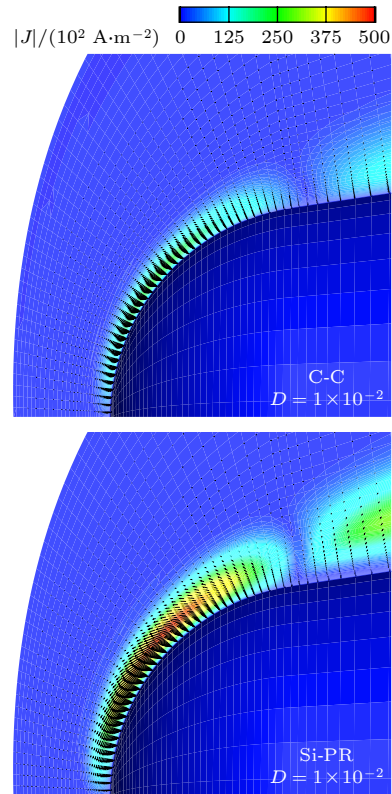 |J|/(10² A·m⁻²) 0 125 250 375 500
C-C
D = 1×10⁻²
Si-PR
D = 1×10⁻²